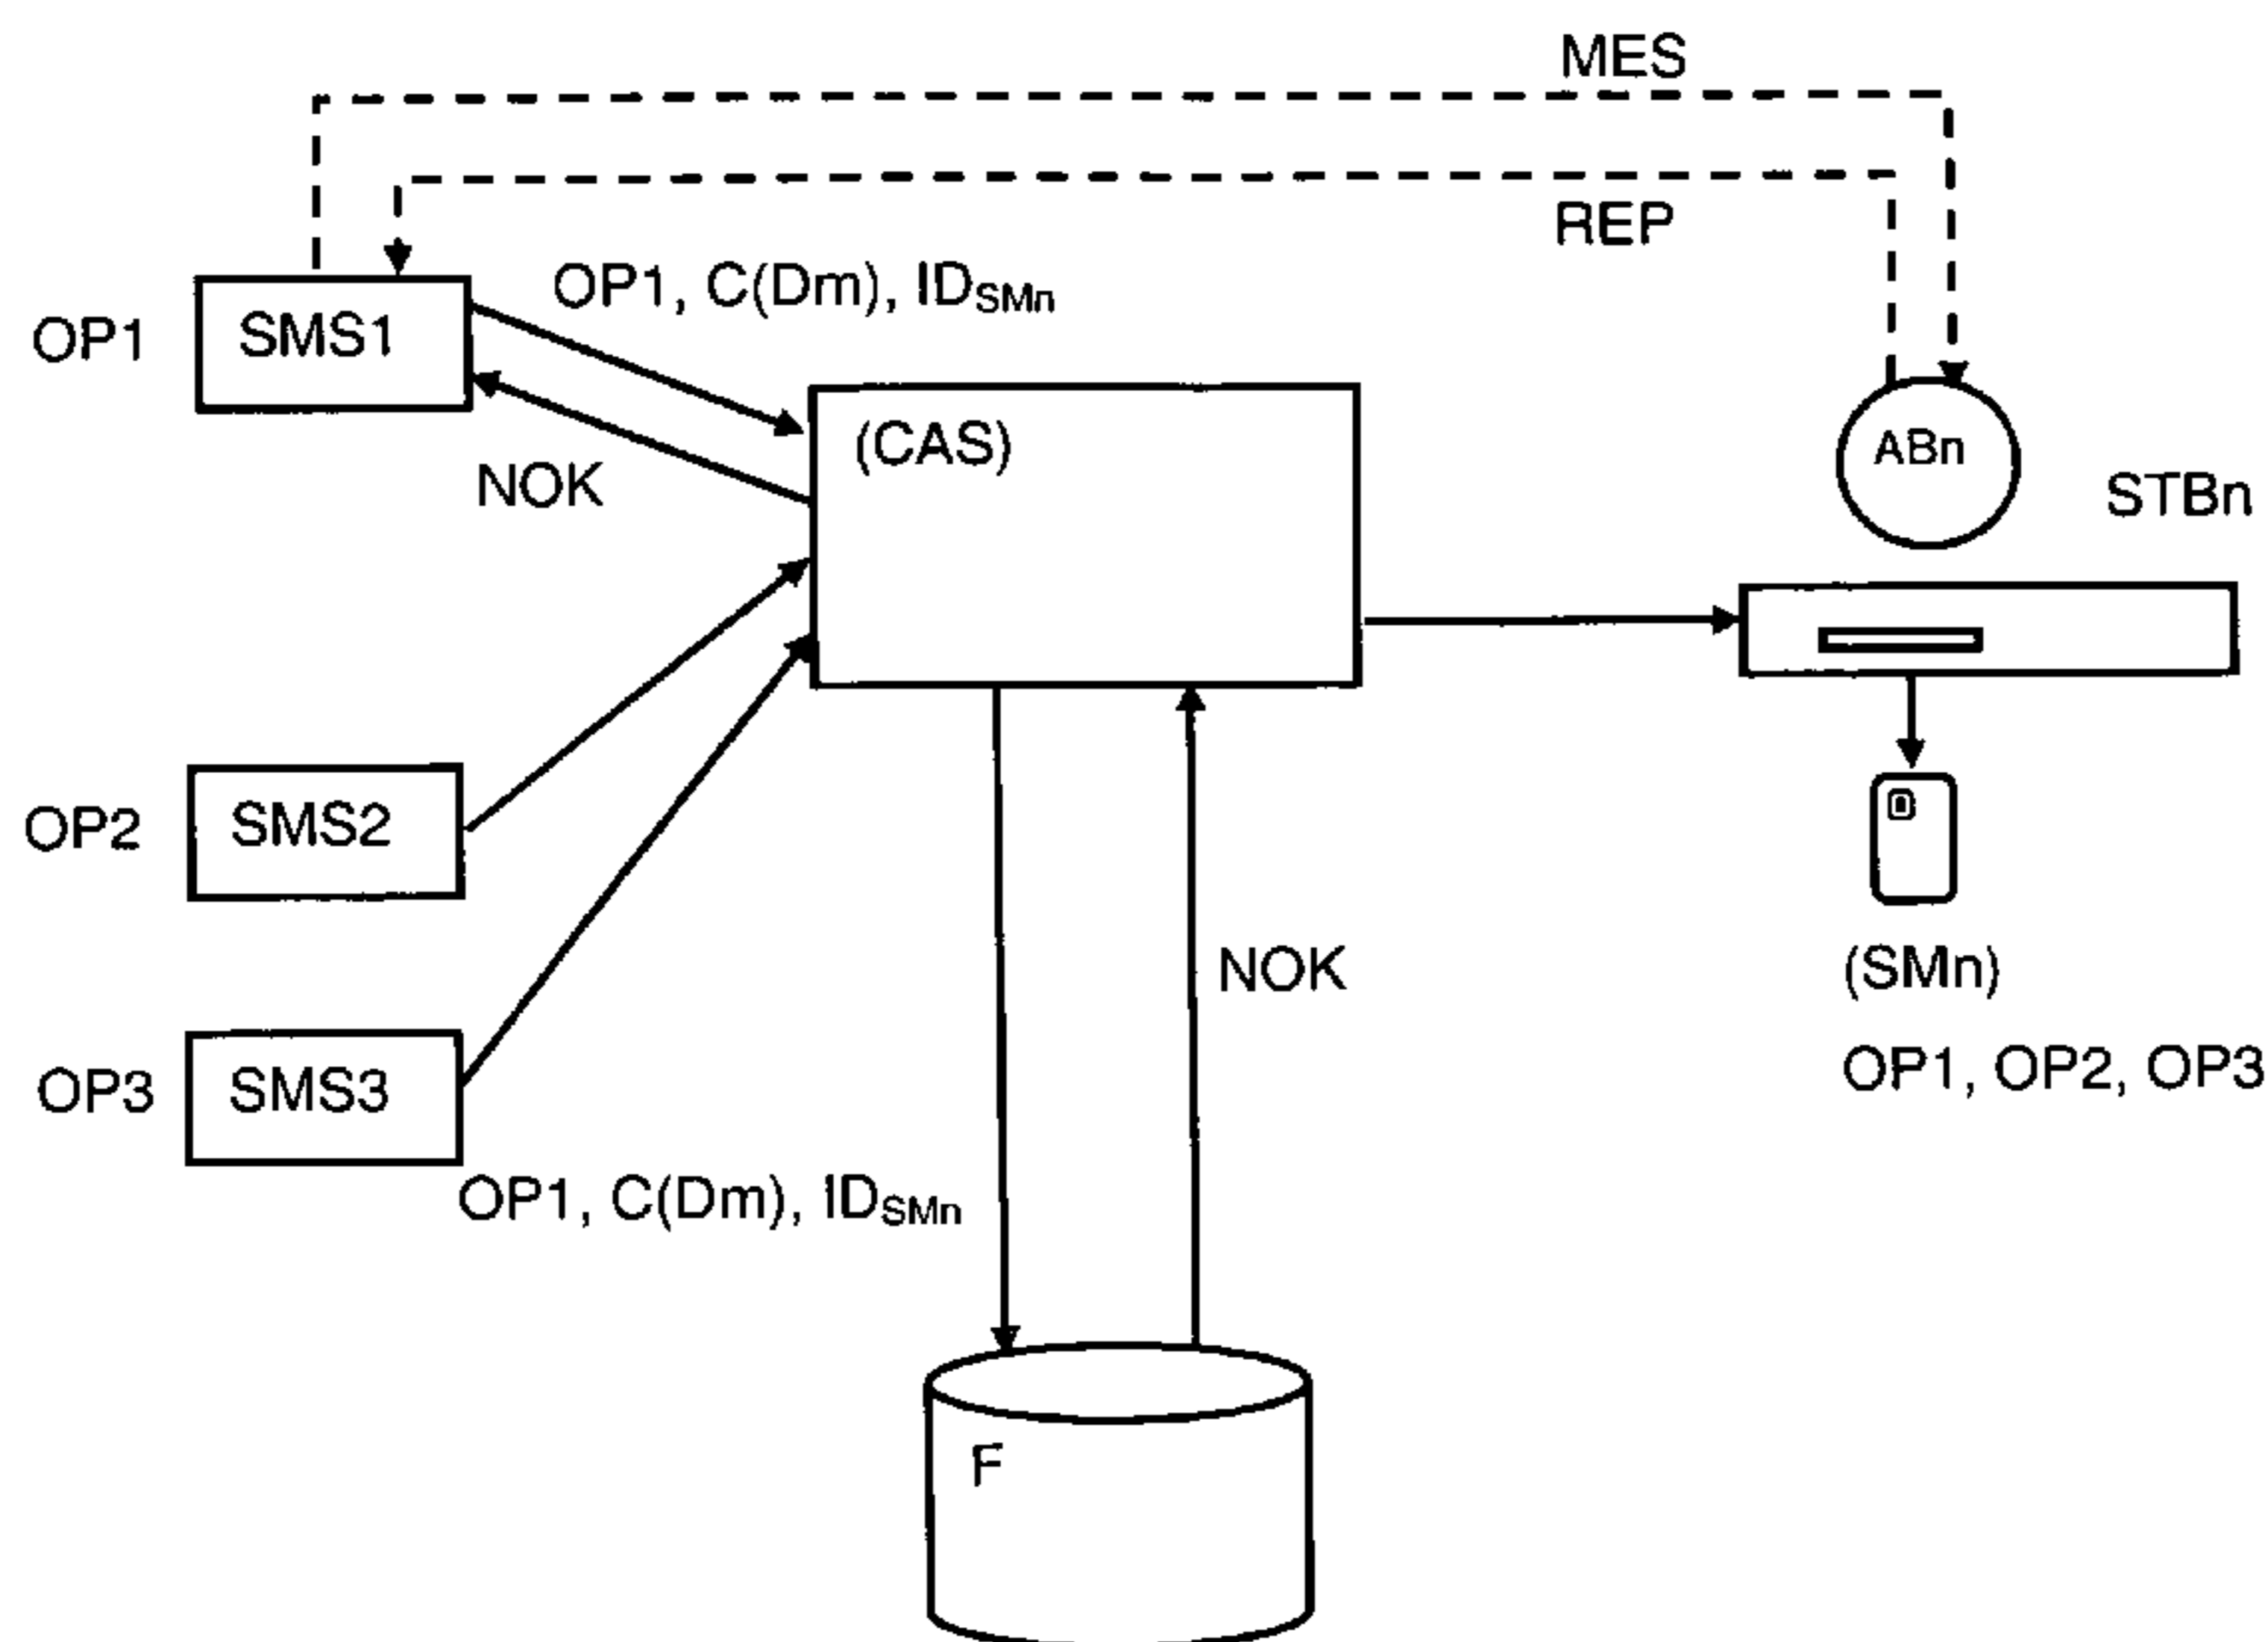 MES
REP
OP1, C(Dm), IDSMn
OP1
SMS1
(CAS)
ABn
NOK
STBn
OP2
SMS2
NOK
(SMn)
OP3
SMS3
OP1, OP2, OP3
OP1, C(Dm), IDSMn
F